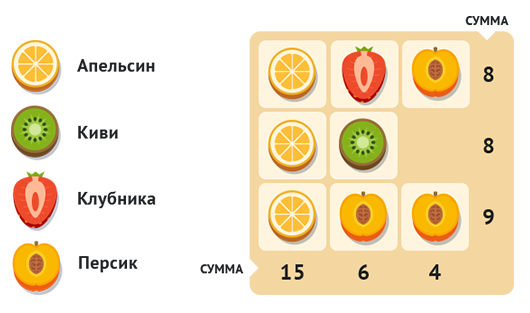 СУММА
Апельсин
8
Киви
8
Клубника
9
Персик
СУММА 15 6 4